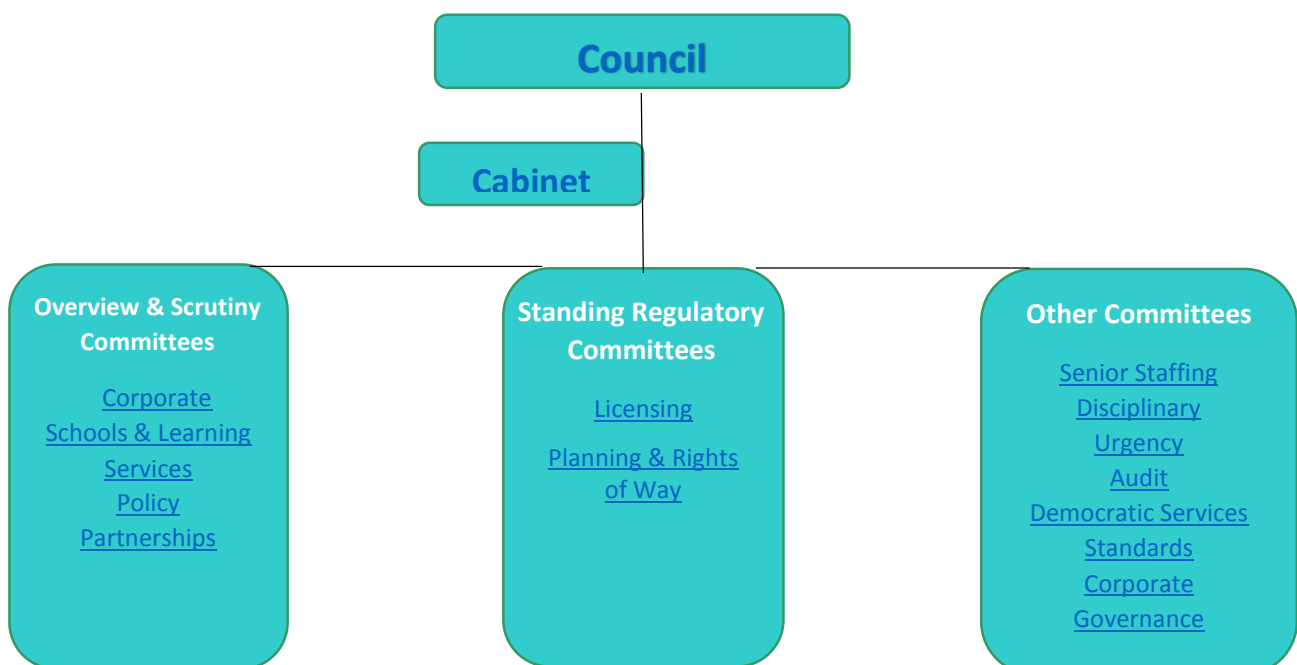 Council
Cabinet
Overview & Scrutiny
Committees
Corporate
Schools & Learning
Services
Policy
Partnerships
Standing Regulatory
Committees
Licensing
Planning & Rights
of Way
Other Committees
Senior Staffing
Disciplinary
Urgency
Audit
Democratic Services
Standards
Corporate
Governance